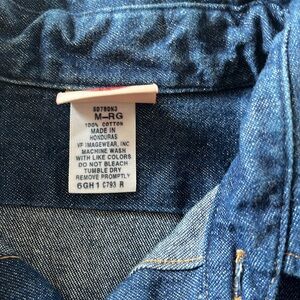 SD78DN3
M—RG
100% COTTON
MADE IN
HONDURAS
VF IMAGEWEAR, INC
MACHINE WASH
WITH LIKE COLORS
DO NOT BLEACH
TUMBLE DRY
REMOVE PROMPTLY
6GH1 C793 R